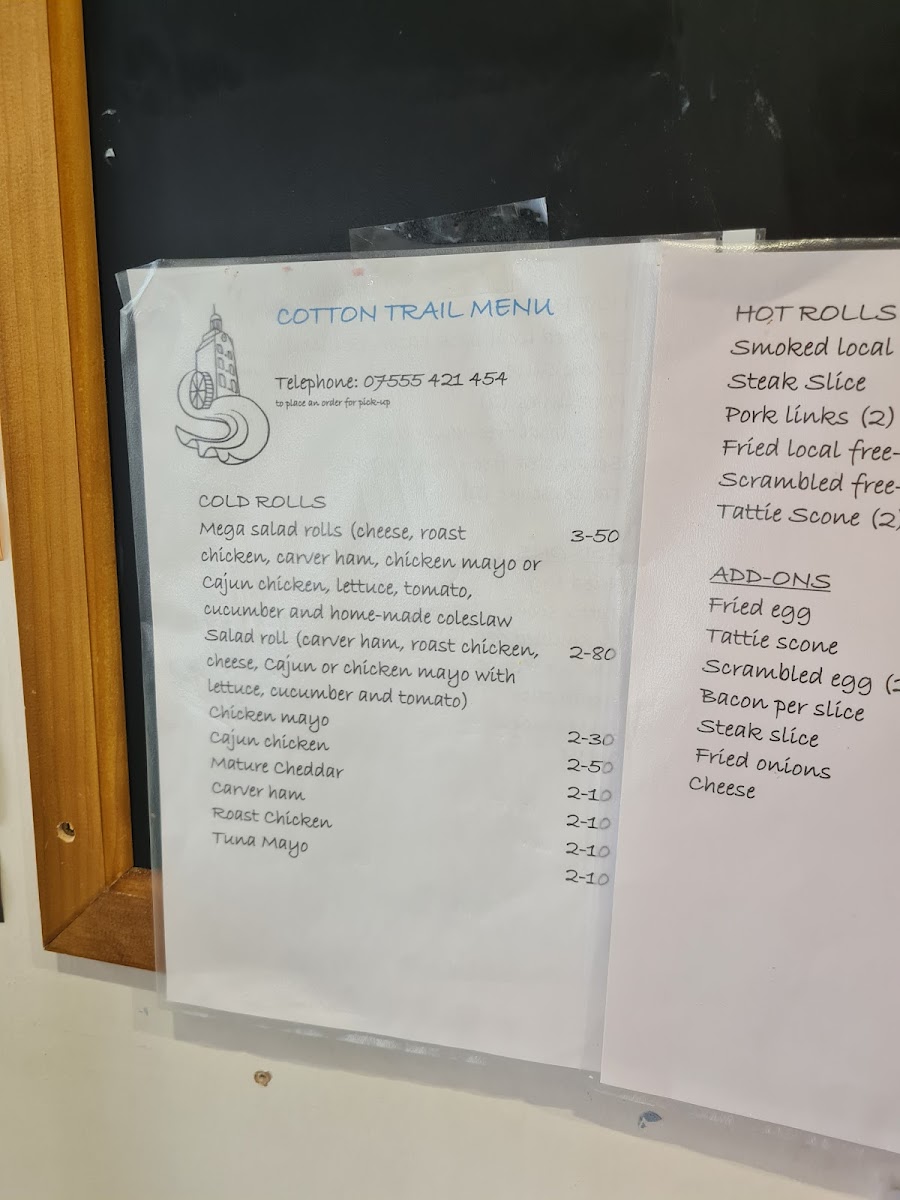 COTTON TRAIL MENU
Telephone: 07555 421 454
to place an order for pick-up
COLD ROLLS
Mega salad rolls (cheese, roast 3-50
chicken, carver ham, chicken mayo or
Cajun chicken, lettuce, tomato,
cucumber and home-made coleslaw
Salad roll (carver ham, roast chicken, 2-80
cheese, Cajun or chicken mayo with
lettuce, cucumber and tomato)
Chicken mayo
Cajun chicken 2-30
Mature Cheddar 2-50
Carver ham 2-10
Roast Chicken 2-10
Tuna Mayo 2-10
2-10
HOT ROLLS
Smoked local
Steak Slice
Pork links (2)
Fried local free-
Scrambled free-
Tattie Scone (2)
ADD-ONS
Fried egg
Tattie scone
Scrambled egg
Bacon per slice
Steak slice
Fried onions
Cheese